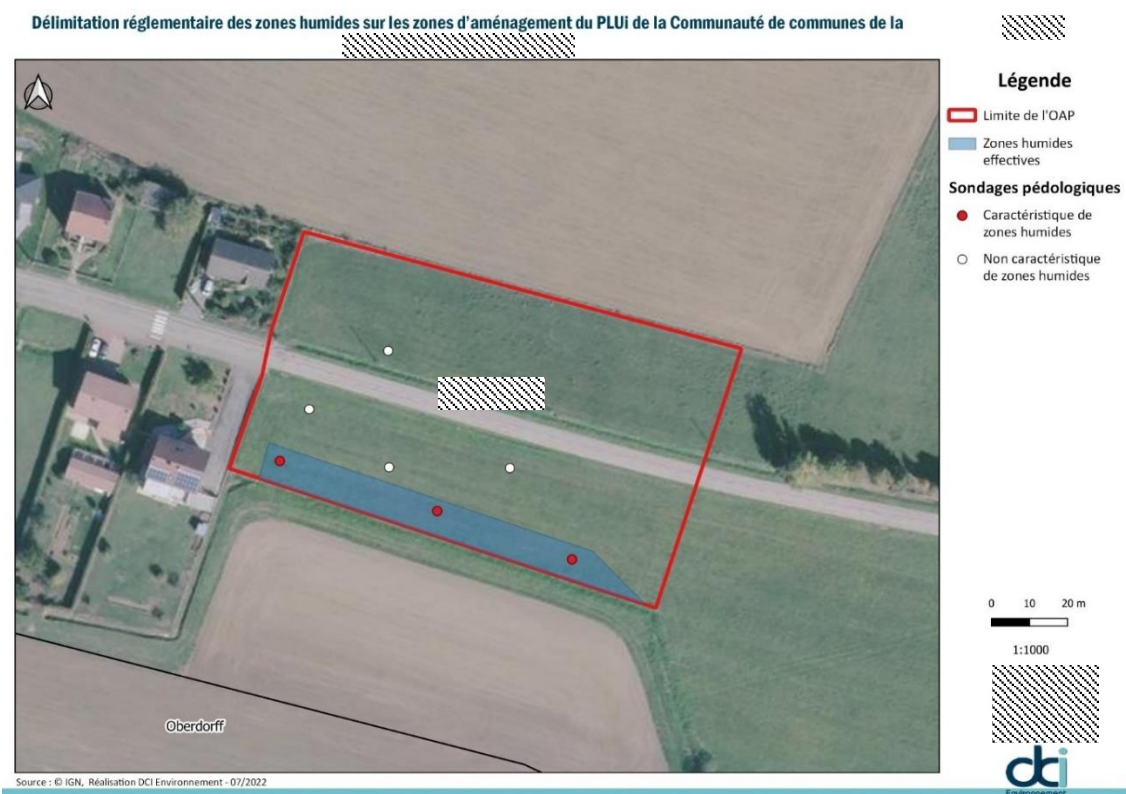 Délimitation réglementaire des zones humides sur les zones d'aménagement du PLUi de la Communauté de communes de la
Légende
Limite de l'OAP
Zones humides
effectives
Sondages pédologiques
Caractéristique de
zones humides
Non caractéristique
de zones humides
0 10 20 m
1:1000
Oberdorff
dci
Environnement
Source : © IGN, Réalisation DCI Environnement - 07/2022